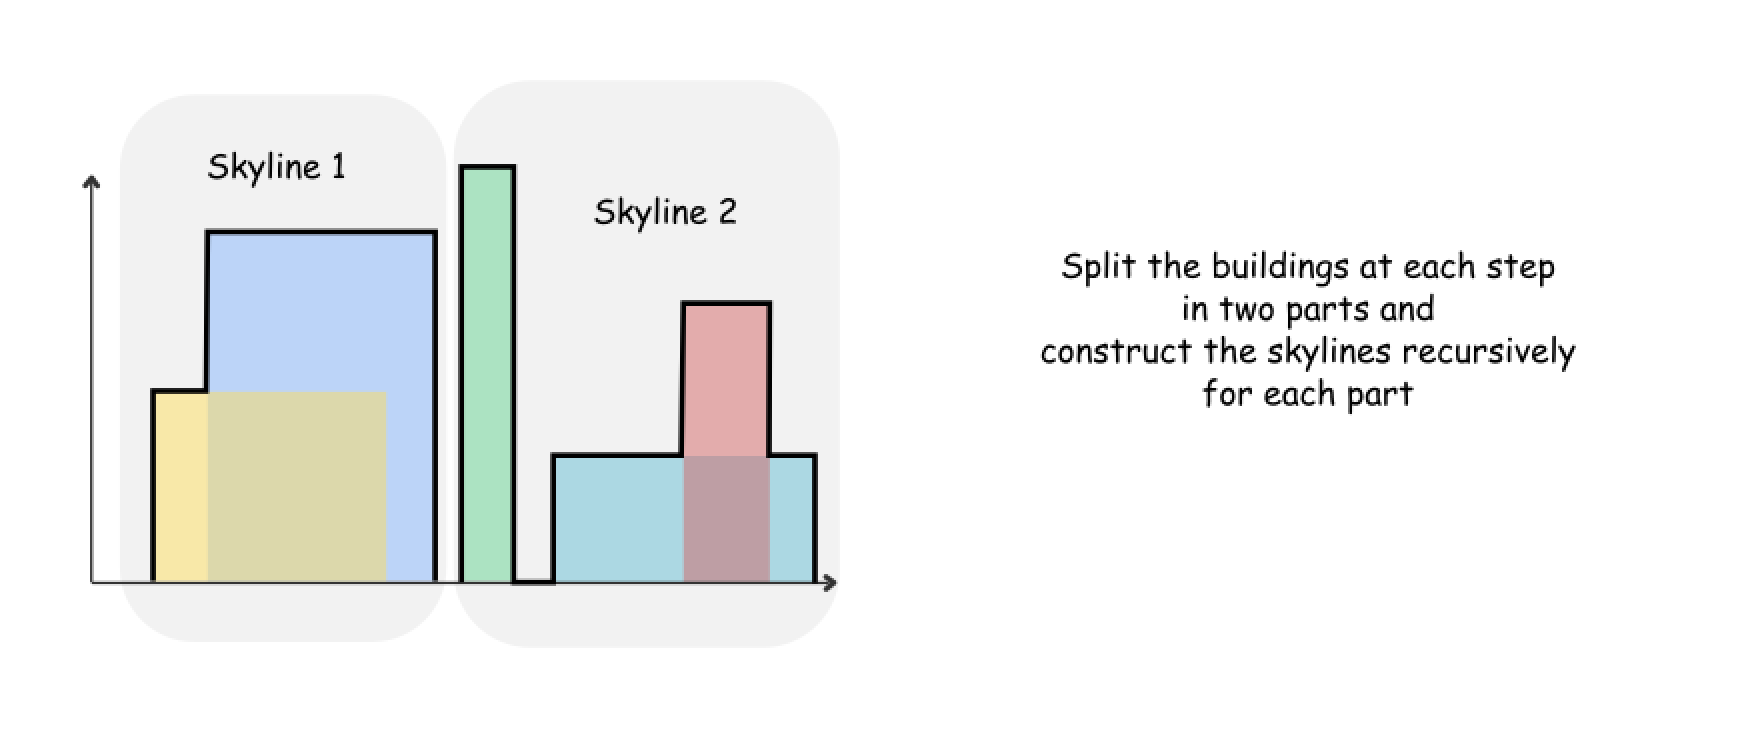 Skyline 1
Skyline 2
Split the buildings at each step
in two parts and
construct the skylines recursively
for each part